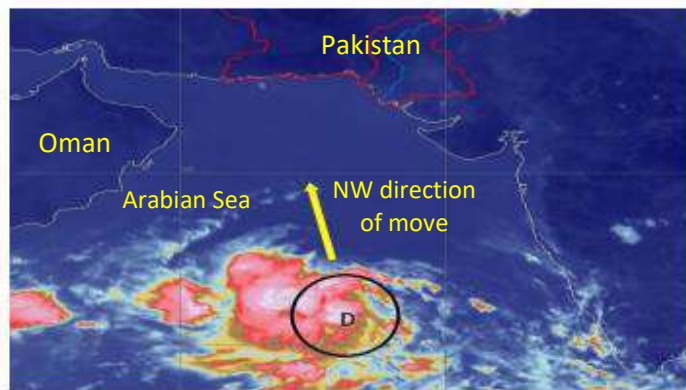 Pakistan
Oman
Arabian Sea
NW direction
of move
D